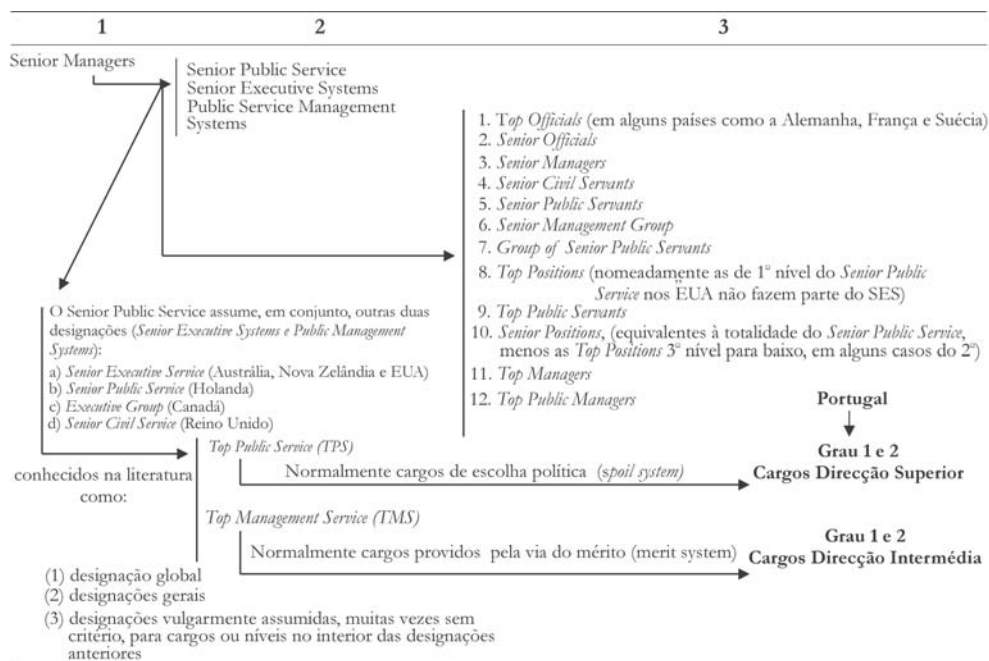 1 2 3
Senior Managers
Senior Public Service
Senior Executive Systems
Public Service Management
Systems
1. Top Officials (em alguns países como a Alemanha, França e Suécia)
2. Senior Officials
3. Senior Managers
4. Senior Civil Servants
5. Senior Public Servants
6. Senior Management Group
7. Group of Senior Public Servants
8. Top Positions (nomeadamente as de 1º nível do Senior Public
Service nos EUA não fazem parte do SES)
9. Top Public Servants
10. Senior Positions, (equivalentes à totalidade do Senior Public Service,
menos as Top Positions 3º nível para baixo, em alguns casos do 2º)
11. Top Managers
12. Top Public Managers
O Senior Public Service assume, em conjunto, outras duas
designações (Senior Executive Systems e Public Management
Systems):
a) Senior Executive Service (Austrália, Nova Zelândia e EUA)
b) Senior Public Service (Holanda)
c) Executive Group (Canadá)
d) Senior Civil Service (Reino Unido)
conhecidos na literatura
como:
Top Public Service (TPS)
Normalmente cargos de escolha política (spoil system)
Portugal
Grau 1 e 2
Cargos Direcção Superior
Top Management Service (TMS)
Normalmente cargos providos pela via do mérito (merit system)
Grau 1 e 2
Cargos Direcção Intermédia
(1) designação global
(2) designações gerais
(3) designações vulgarmente assumidas, muitas vezes sem
critério, para cargos ou níveis no interior das designações
anteriores